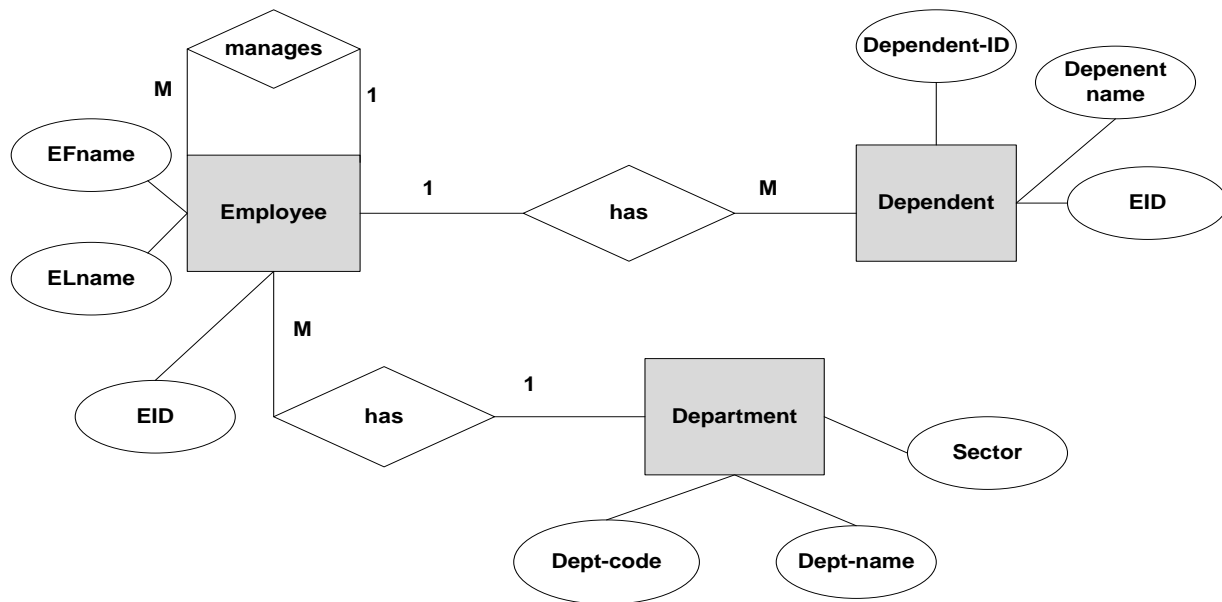 manages
Dependent-ID
Depenent
name
M
1
EFname
Employee
1
has
M
Dependent
EID
ELname
M
EID
has
1
Department
Sector
Dept-code
Dept-name